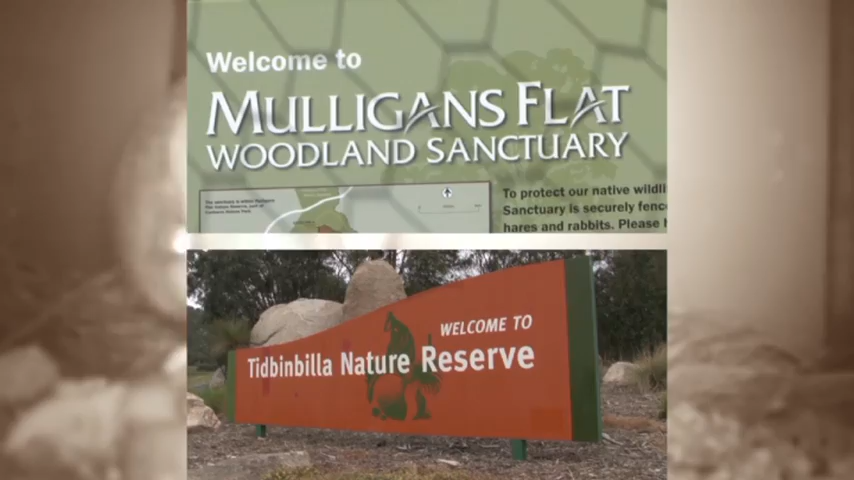 Welcome to
MULLIGANS FLAT
WOODLAND SANCTUARY
To protect our native wildli
Sanctuary is securely fence
hares and rabbits. Please
WELCOME TO
Tidbinbilla Nature Reserve